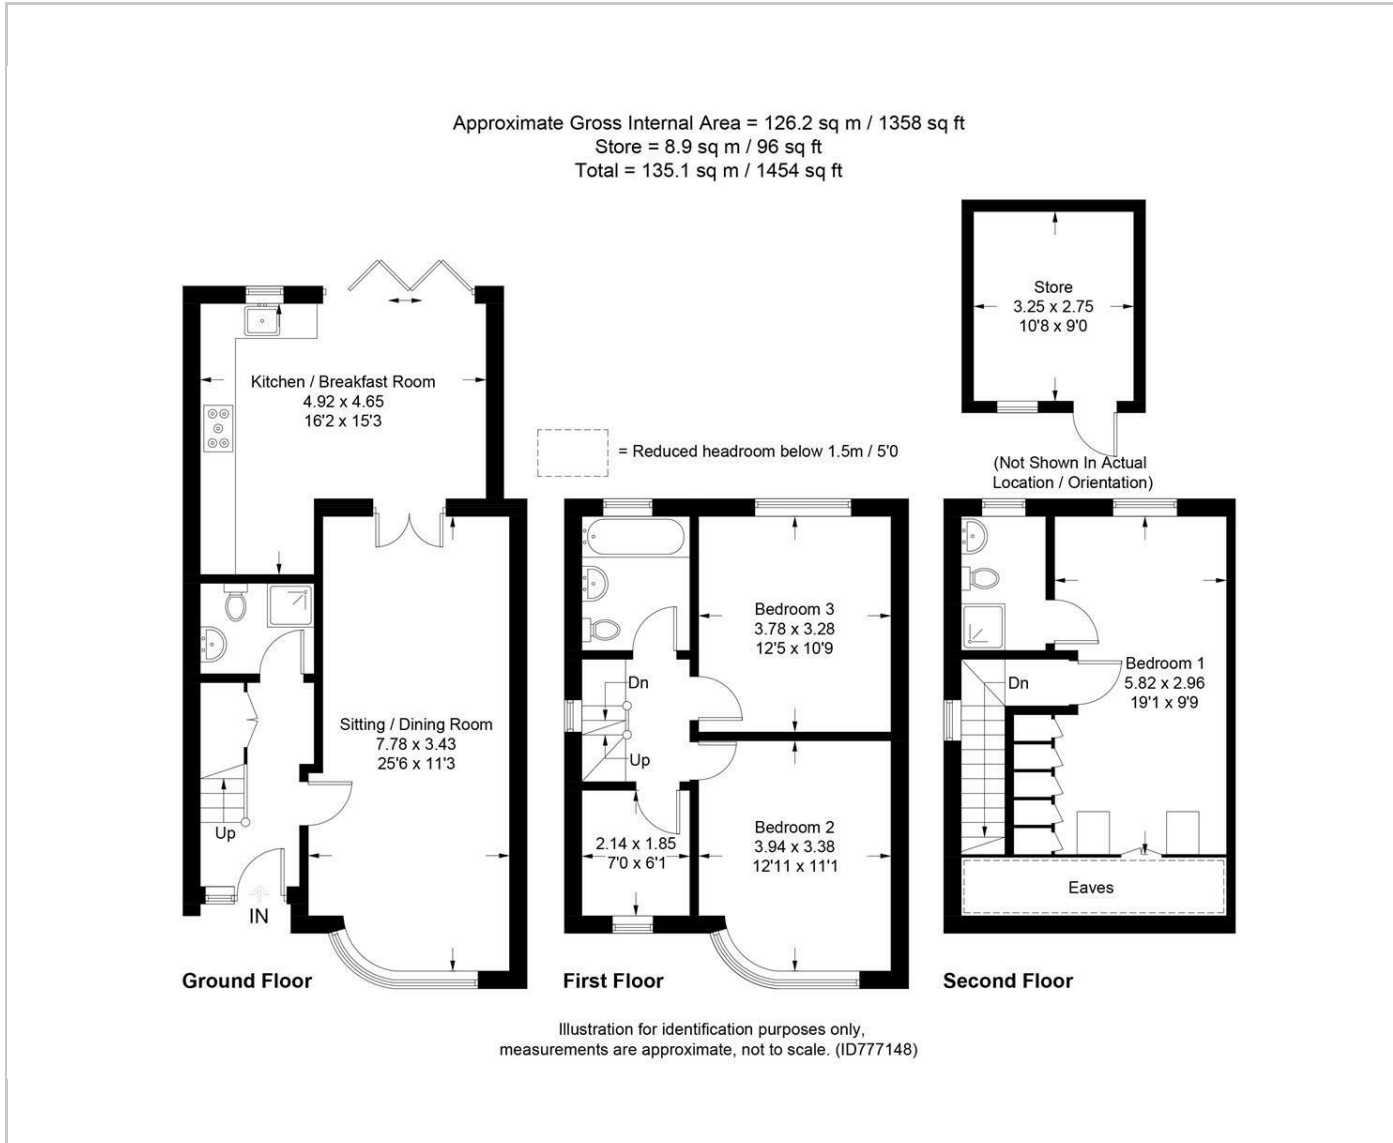 Approximate Gross Internal Area = 126.2 sq m / 1358 sq ft
Store = 8.9 sq m / 96 sq ft
Total = 135.1 sq m / 1454 sq ft
Store
3.25 x 2.75
10'8 x 9'0
(Not Shown In Actual
Location / Orientation)
Kitchen / Breakfast Room
4.92 x 4.65
16'2 x 15'3
= Reduced headroom below 1.5m / 5'0
Sitting / Dining Room
7.78 x 3.43
25'6 x 11'3
Up
IN
Ground Floor
Bedroom 3
3.78 x 3.28
12'5 x 10'9
Dn
Up
2.14 x 1.85
7'0 x 6'1
Bedroom 2
3.94 x 3.38
12'11 x 11'1
First Floor
Bedroom 1
5.82 x 2.96
19'1 x 9'9
Dn
Eaves
Second Floor
Illustration for identification purposes only,
measurements are approximate, not to scale. (ID777148)